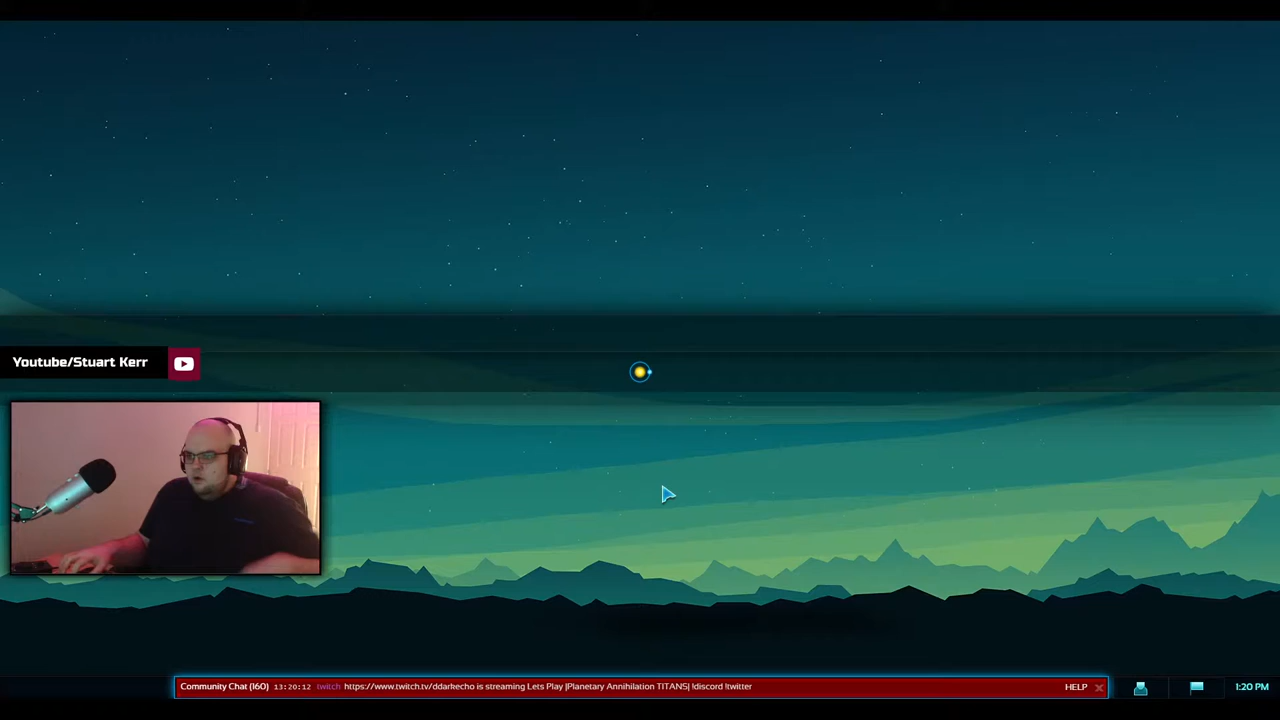 Youtube/Stuart Kerr
Community Chat (160) 13:20:12 twitch https://www.twitch.tv/ddarkecho is streaming Lets Play |Planetary Annihilation TITANS| !discord !twitter HELP
1:20 PM